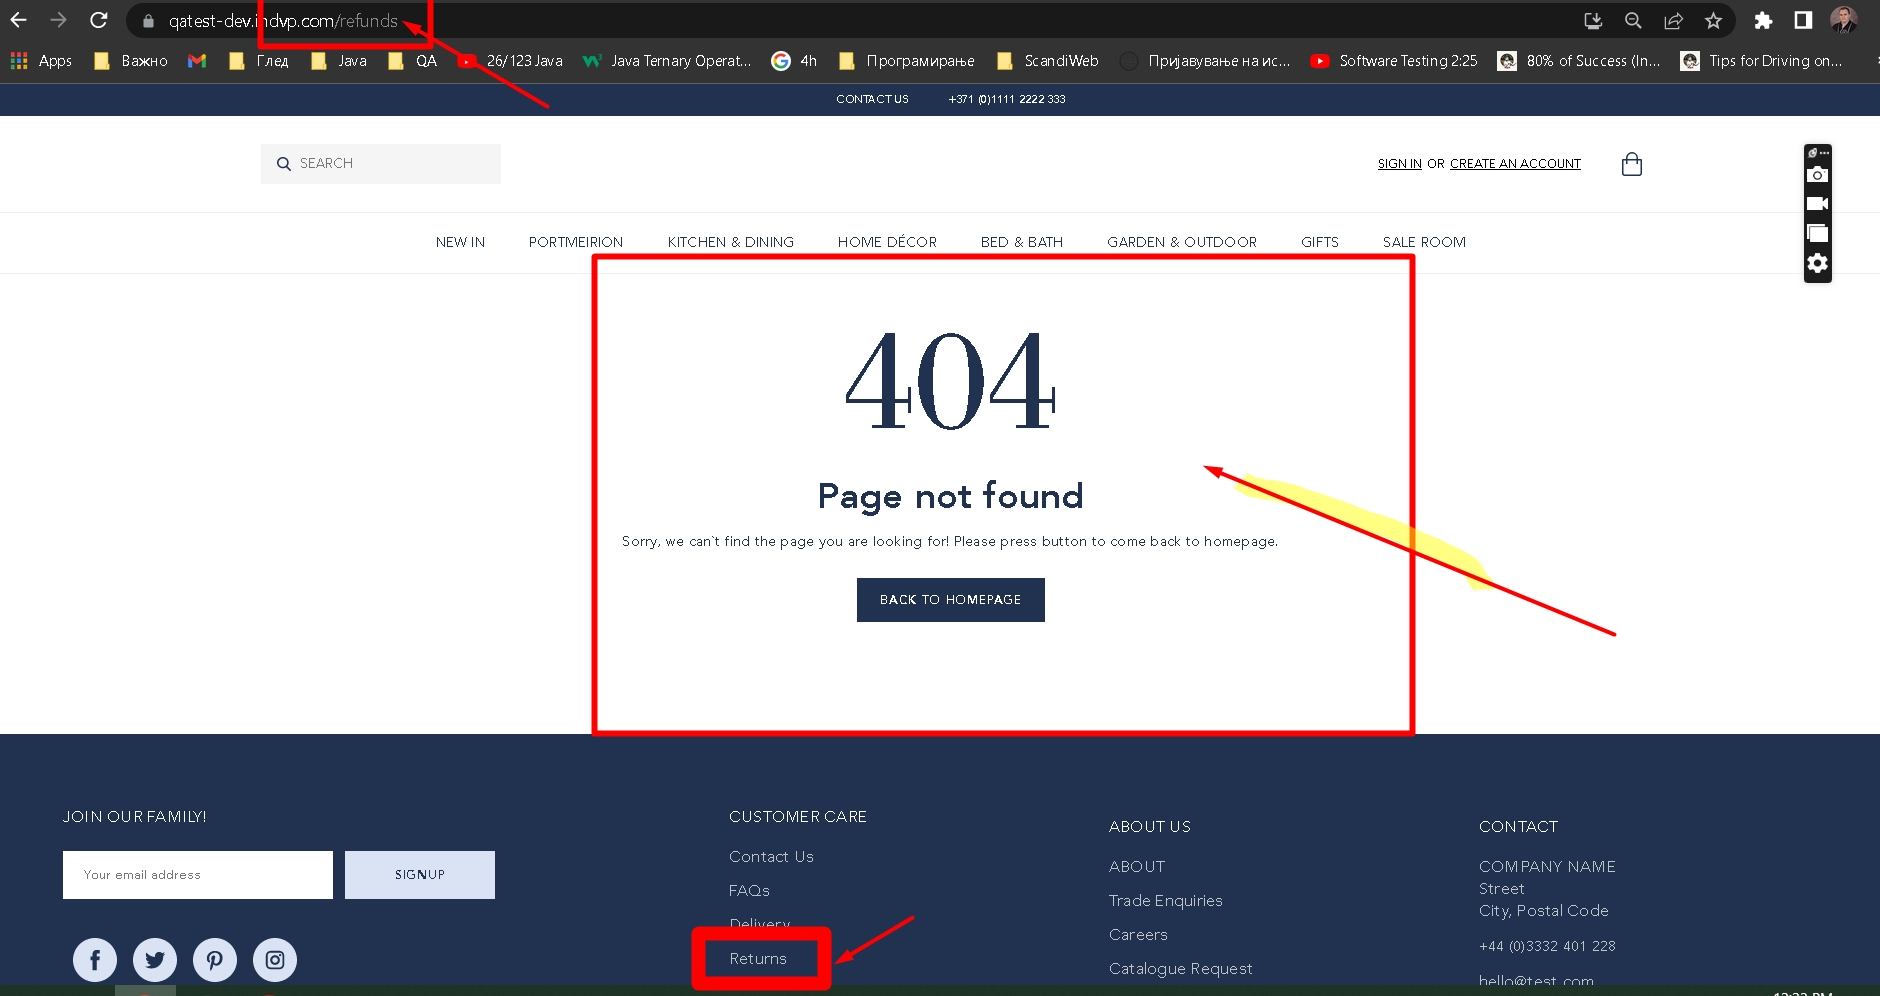 qatest-dev.indvp.com/refunds
Apps Важно Глед Java QA 26/123 Java Java Ternary Operat... 4h Програмирање ScandiWeb Пријавување на ис... Software Testing 2:25 80% of Success (In... Tips for Driving on...
CONTACT US +371 (0)1111 2222 333
SEARCH
SIGN IN OR CREATE AN ACCOUNT
NEW IN PORTMEIRION KITCHEN & DINING HOME DÉCOR BED & BATH GARDEN & OUTDOOR GIFTS SALE ROOM
404
Page not found
Sorry, we can`t find the page you are looking for! Please press button to come back to homepage.
BACK TO HOMEPAGE
JOIN OUR FAMILY!
Your email address
SIGNUP
CUSTOMER CARE
Contact Us
FAQs
Delivery
Returns
ABOUT US
ABOUT
Trade Enquiries
Careers
Catalogue Request
CONTACT
COMPANY NAME
Street
City, Postal Code
+44 (0)3332 401 228
hello@test.com